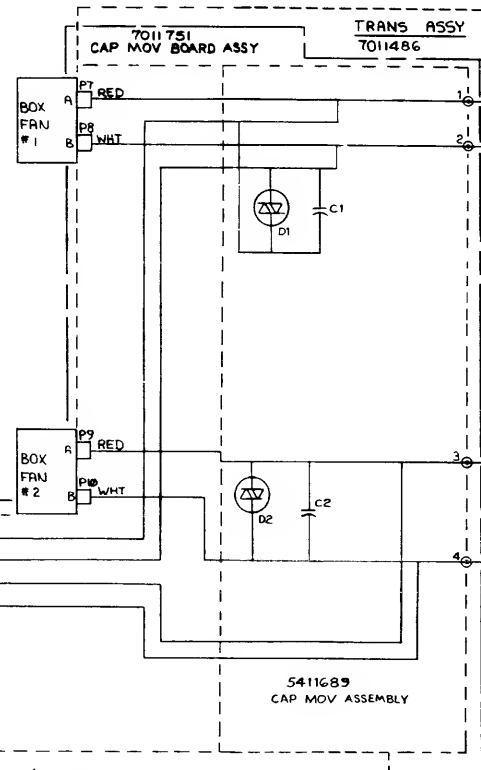 7011751
CAP MOV BOARD ASSY
TRANS ASSY
7011486
BOX
FAN
#1
A
B
P7
RED
P8
WHT
1
2
D1
C1
BOX
FAN
#2
A
B
P9
RED
P10
WHT
3
4
D2
C2
5411689
CAP MOV ASSEMBLY